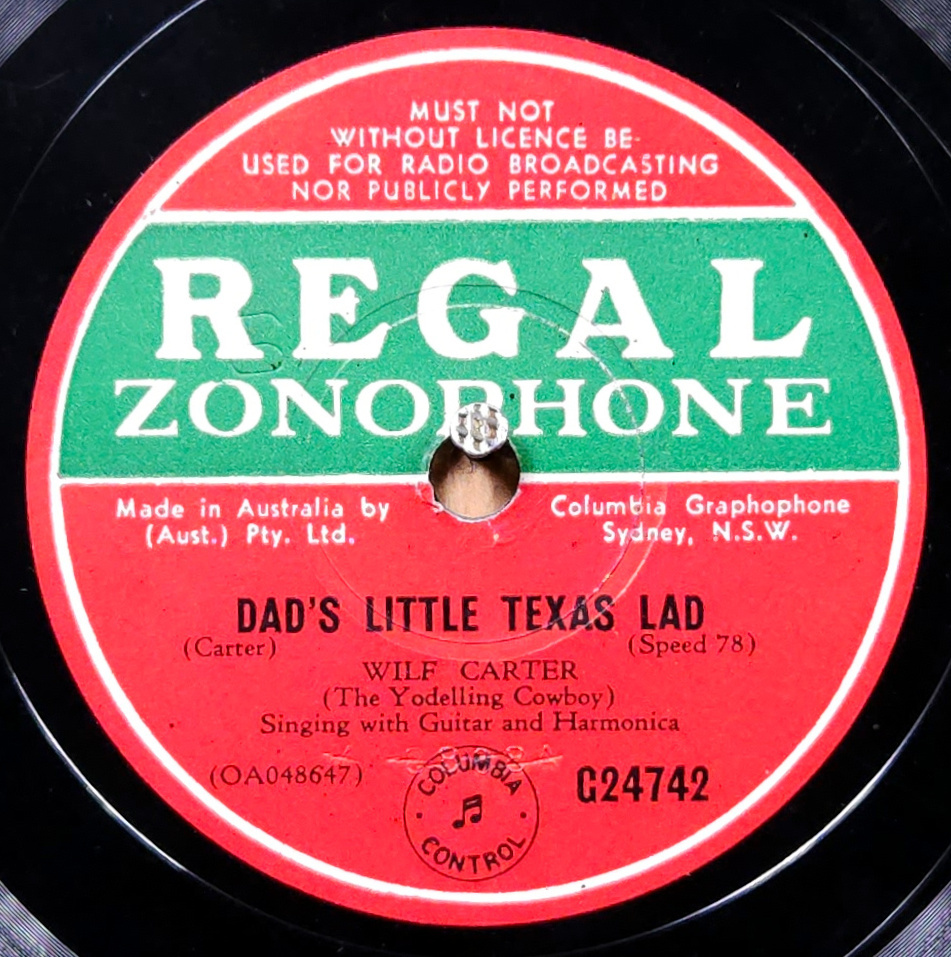 MUST NOT
WITHOUT LICENCE BE-
USED FOR RADIO BROADCASTING
NOR PUBLICLY PERFORMED
REGAL
ZONOPHONE
Made in Australia by Columbia Graphophone
(Aust.) Pty. Ltd. Sydney, N.S.W.
DAD'S LITTLE TEXAS LAD
(Carter) (Speed 78)
WILF CARTER
(The Yodelling Cowboy)
Singing with Guitar and Harmonica
(OA048647) G24742
COLUMBIA
CONTROL